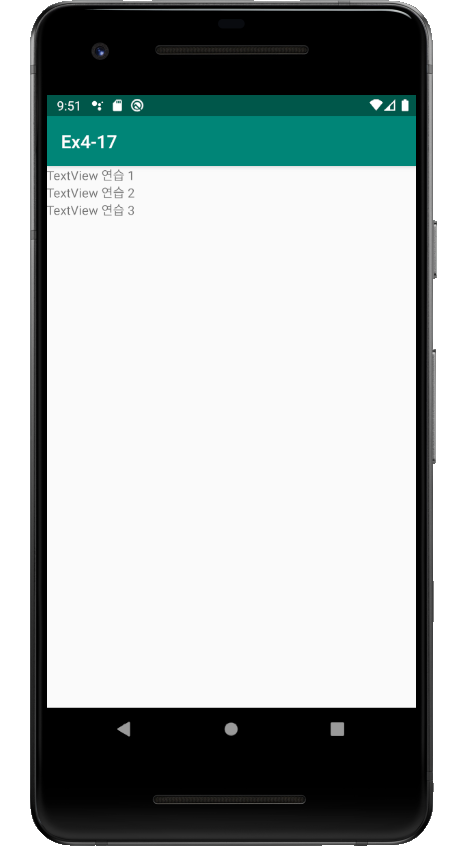 9:51
Ex4-17
TextView 연습 1
TextView 연습 2
TextView 연습 3